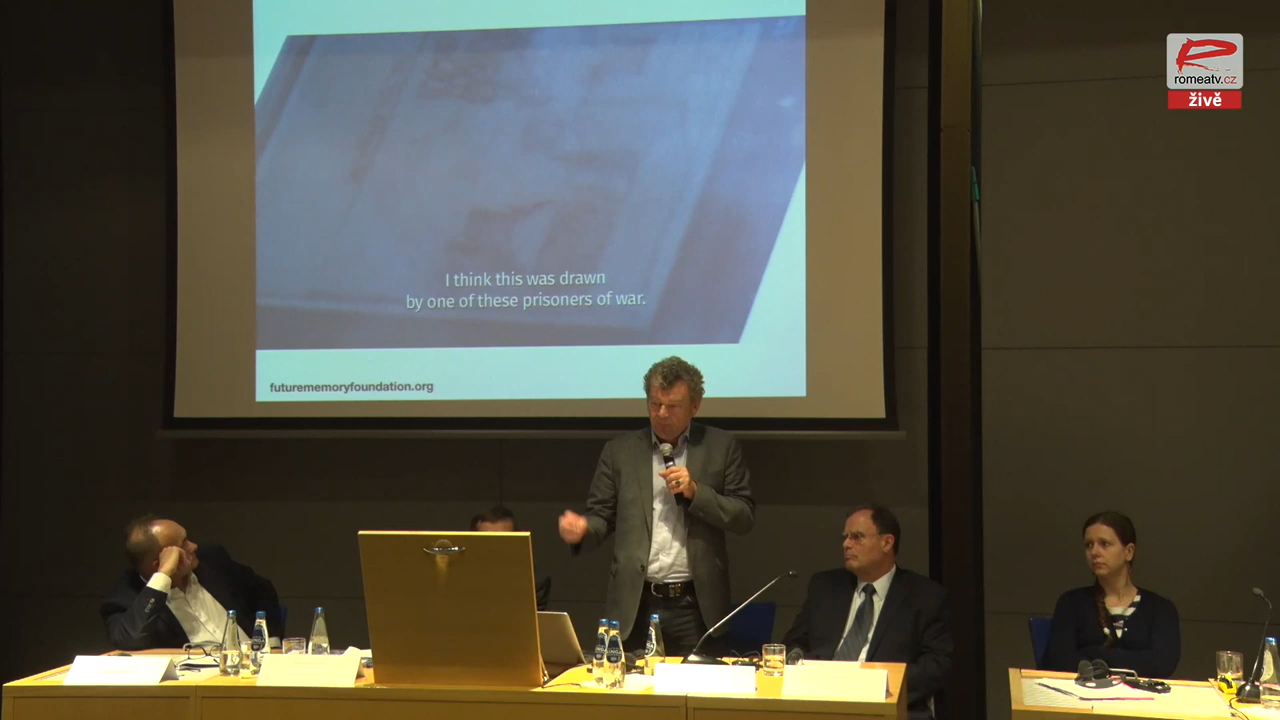 romeatv.cz
živě
I think this was drawn
by one of these prisoners of war.
futurememoryfoundation.org